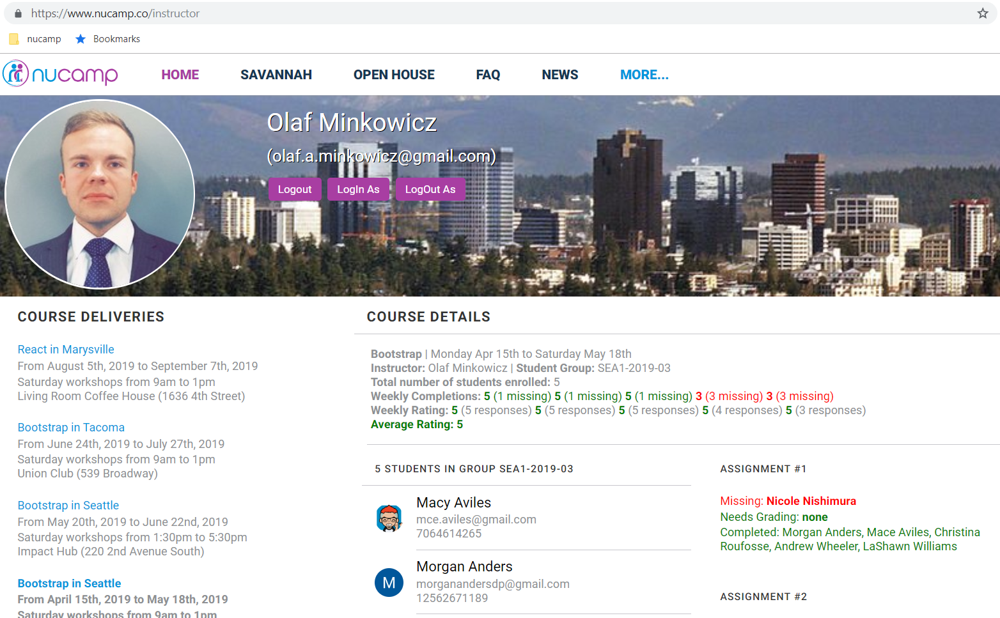 https://www.nucamp.co/instructor
nucamp
Bookmarks
nucamp
HOME
SAVANNAH
OPEN HOUSE
FAQ
NEWS
MORE...
Olaf Minkowicz
(olaf.a.minkowicz@gmail.com)
Logout
LogIn As
LogOut As
COURSE DELIVERIES
React in Marysville
From August 5th, 2019 to September 7th, 2019
Saturday workshops from 9am to 1pm
Living Room Coffee House (1636 4th Street)
Bootstrap in Tacoma
From June 24th, 2019 to July 27th, 2019
Saturday workshops from 9am to 1pm
Union Club (539 Broadway)
Bootstrap in Seattle
From May 20th, 2019 to June 22nd, 2019
Saturday workshops from 1:30pm to 5:30pm
Impact Hub (220 2nd Avenue South)
Bootstrap in Seattle
From April 15th, 2019 to May 18th, 2019
Saturday workshops from 9am to 1pm
COURSE DETAILS
Bootstrap | Monday Apr 15th to Saturday May 18th
Instructor: Olaf Minkowicz | Student Group: SEA1-2019-03
Total number of students enrolled: 5
Weekly Completions: 5 (1 missing) 5 (1 missing) 5 (1 missing) 3 (3 missing) 3 (3 missing)
Weekly Rating: 5 (5 responses) 5 (5 responses) 5 (5 responses) 5 (4 responses) 5 (3 responses)
Average Rating: 5
5 STUDENTS IN GROUP SEA1-2019-03
Macy Aviles
mce.aviles@gmail.com
7064614265
M
Morgan Anders
morganandersdp@gmail.com
12562671189
ASSIGNMENT #1
Missing: Nicole Nishimura
Needs Grading: none
Completed: Morgan Anders, Mace Aviles, Christina
Roufosse, Andrew Wheeler, LaShawn Williams
ASSIGNMENT #2